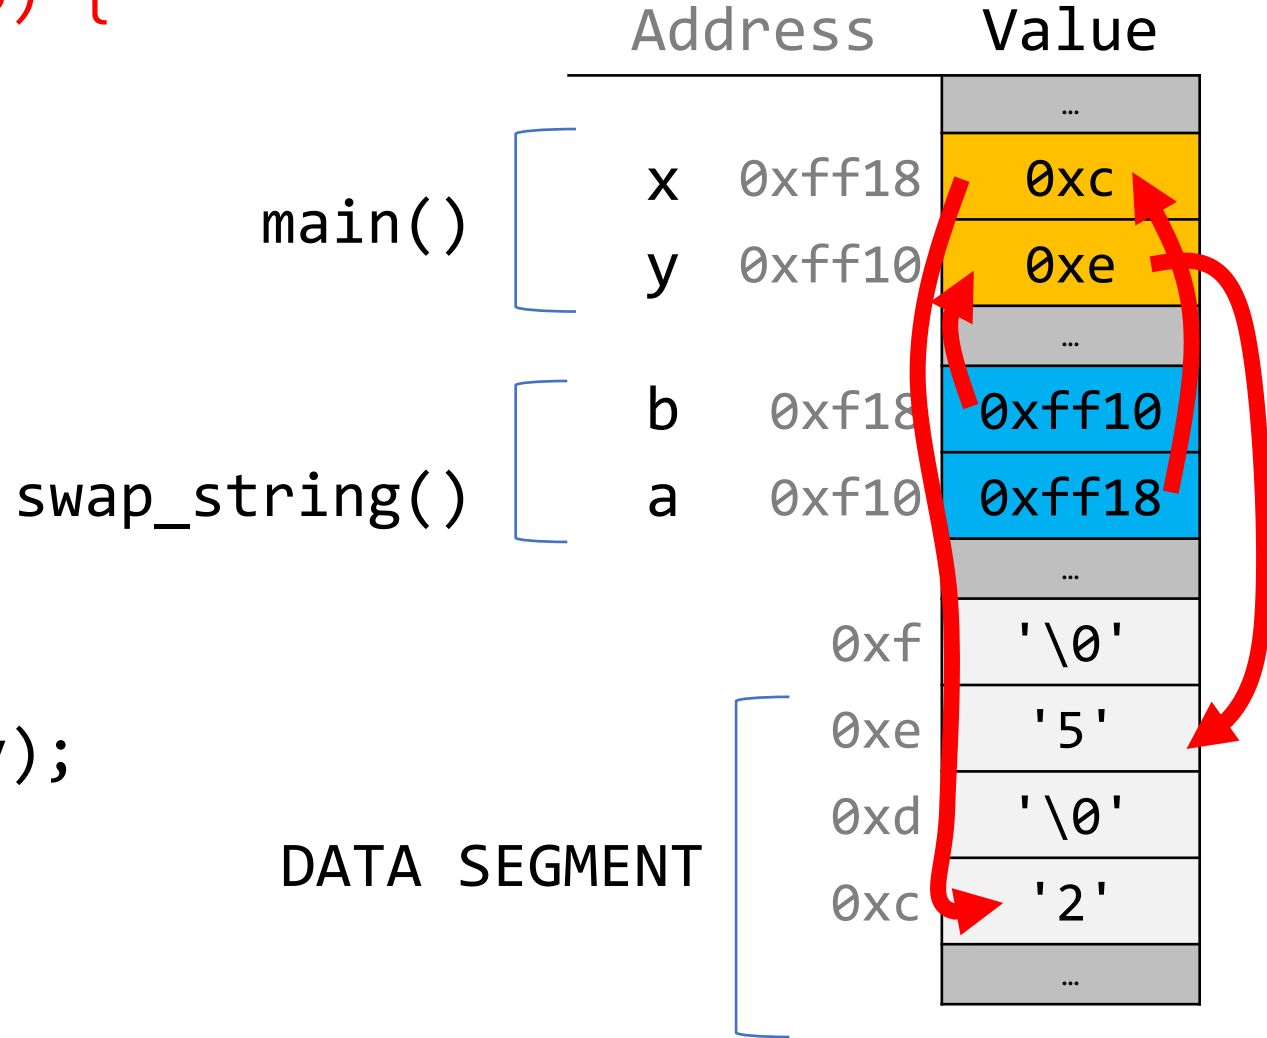 ) {
Address Value
…
x 0xff18 0xc
main()
y 0xff10 0xe
…
b 0xf18 0xff10
swap_string() a 0xf10 0xff18
…
0xf '\0'
0xe '5'
);
0xd '\0'
DATA SEGMENT
0xc '2'
…